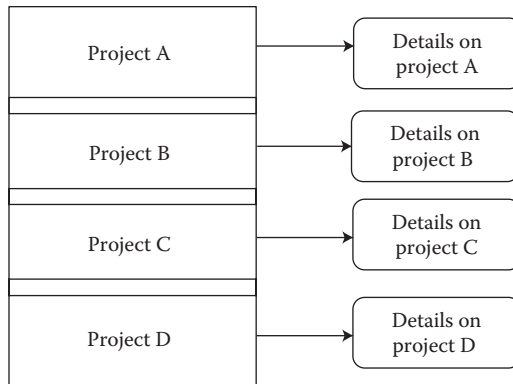 Project A
Details on
project A
Project B
Details on
project B
Project C
Details on
project C
Project D
Details on
project D